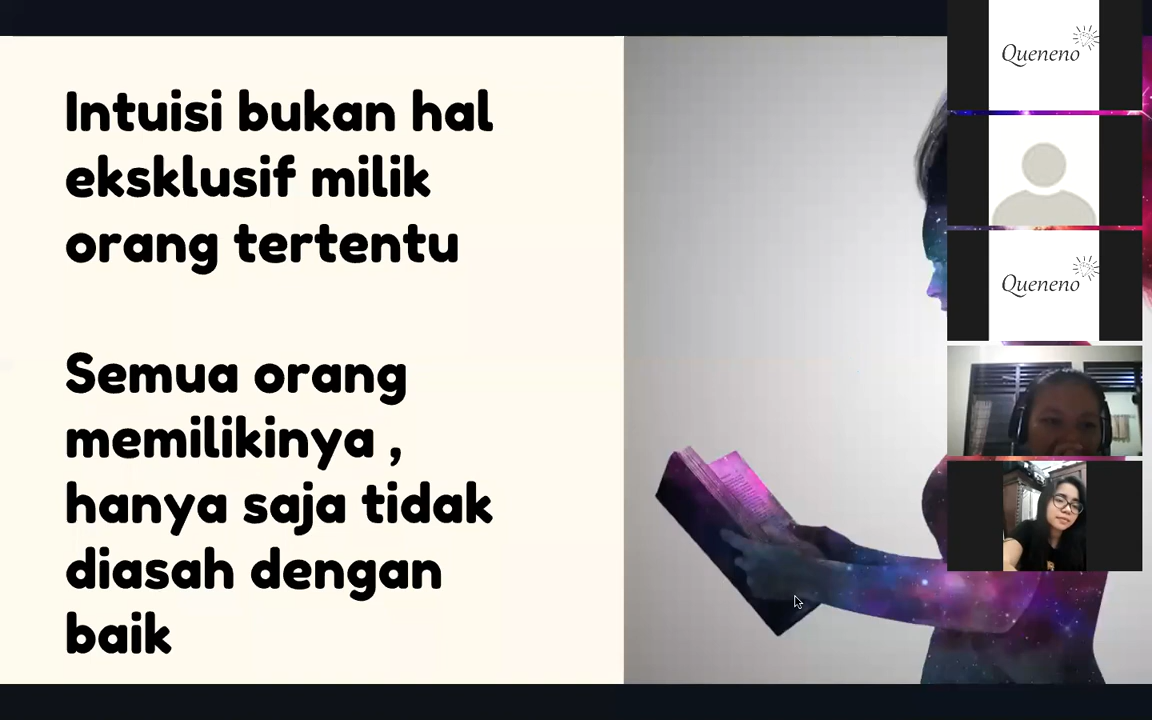 Intuisi bukan hal
eksklusif milik
orang tertentu
Semua orang
memilikinya ,
hanya saja tidak
diasah dengan
baik
Queneno
Queneno